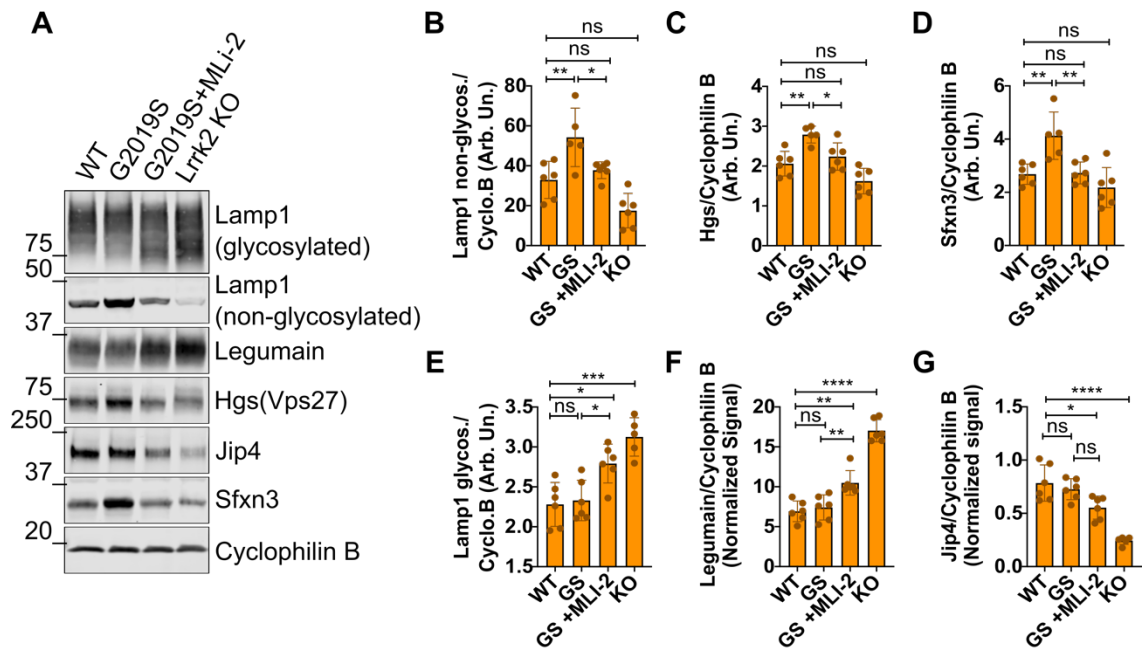 A
WT
G2019S
G2019S+MLi-2
Lrrk2 KO
Lamp1
(glycosylated)
75
50
Lamp1
(non-glycosylated)
37
Legumain
75
Hgs(Vps27)
250
Jip4
37
Sfxn3
20
Cyclophilin B
B
ns
ns
** *
Lamp1 non-glycos./
Cyclo.B (Arb. Un.)
80
60
40
20
0
WT
GS
GS +MLI-2
KO
C
ns
ns
** *
Hgs/Cyclophilin B
(Arb. Un.)
4
3
2
1
0
WT
GS
GS +MLI-2
KO
D
ns
ns
** **
Sfxn3/Cyclophilin B
(Arb. Un.)
6
4
2
0
WT
GS
GS +MLI-2
KO
E
***
*
ns *
Lamp1 glycos./
Cyclo.B (Arb. Un.)
3.5
3.0
2.5
2.0
1.5
WT
GS
GS +MLI-2
KO
F
****
**
ns
**
Legumain/Cyclophilin B
(Normalized Signal)
20
15
10
5
0
WT
GS
GS +MLI-2
KO
G
****
*
ns
ns
Jip4/Cyclophilin B
(Normalized signal)
1.5
1.0
0.5
0.0
WT
GS
GS +MLI-2
KO